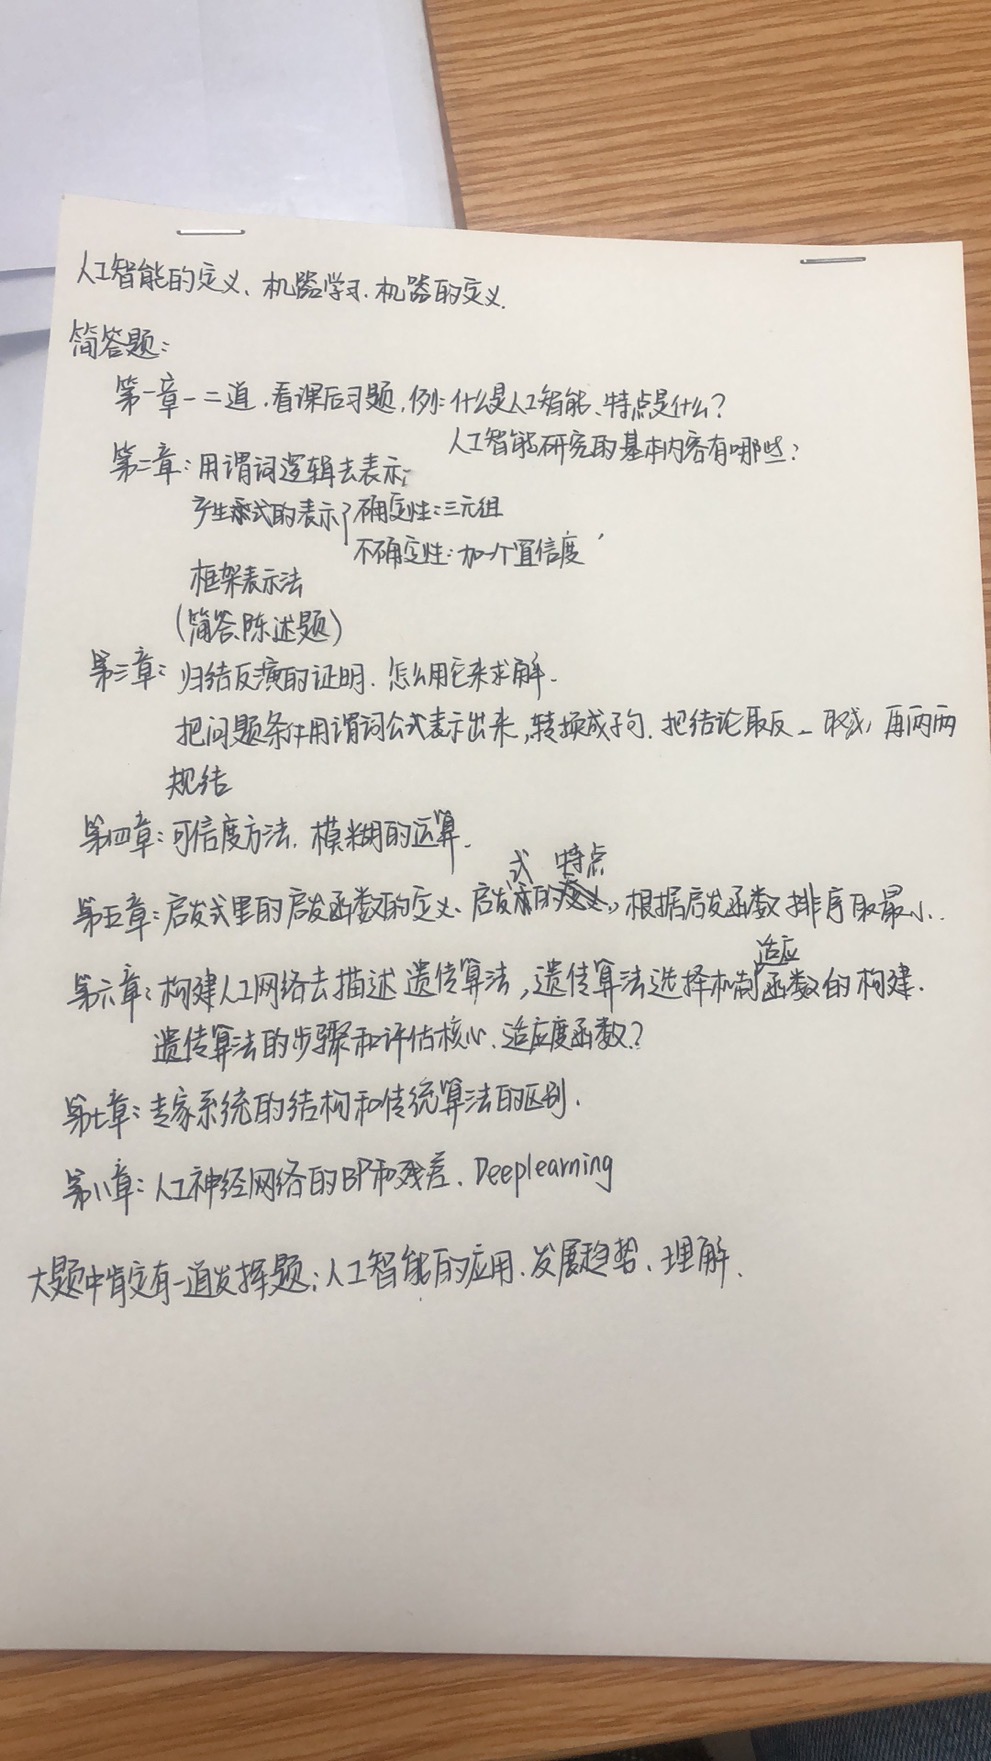 人工智能的定义、机器学习、机器的定义.
简答题:
第一章 一二道.看课后习题,例:什么是人工智能、特点是什么?
人工智能研究的基本内容有哪些?
第二章:用谓词逻辑去表示;
产生式的表示{确定性:三元组
不确定性:加一个置信度
框架表示法
(简答、陈述题)
第三章:归结反演的证明.怎么用它来求解.
把问题条件用谓词公式表示出来,转换成子句.把结论取反 再两两
规结
第四章:可信度方法.模糊的运算.
式 特点
第五章:启发式里的启发函数的定义、启发的,根据启发函数排序取最小..
适应
第六章:构建人工网络去描述遗传算法,遗传算法选择机制函数的构建.
遗传算法的步骤和评估核心、适应度函数?
第七章:专家系统的结构和传统算法的区别.
第八章:人工神经网络的BP和残差、Deeplearning
大题中肯定有一道发挥题:人工智能的应用、发展趋势、理解、